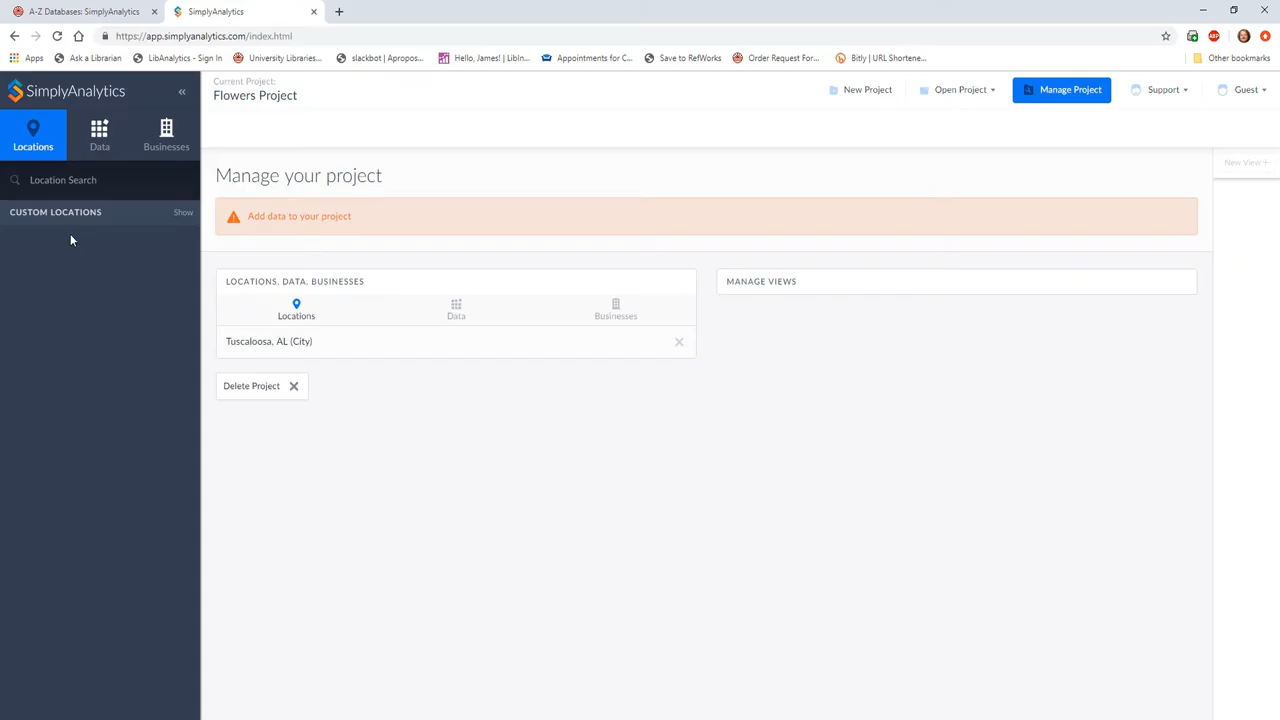 A-Z Databases: SimplyAnalytics
SimplyAnalytics
https://app.simplyanalytics.com/index.html
Apps
Ask a Librarian
LibAnalytics - Sign In
University Libraries...
slackbot | Apropos...
Hello, James! | LibIn...
Appointments for C...
Save to RefWorks
Order Request For...
Bitly | URL Shortene...
Other bookmarks
SimplyAnalytics
«
Current Project:
Flowers Project
New Project
Open Project
Manage Project
Support
Guest
Locations
Data
Businesses
Location Search
CUSTOM LOCATIONS
Show
Manage your project
New View +
Add data to your project
LOCATIONS, DATA, BUSINESSES
MANAGE VIEWS
Locations
Data
Businesses
Tuscaloosa, AL (City)
Delete Project